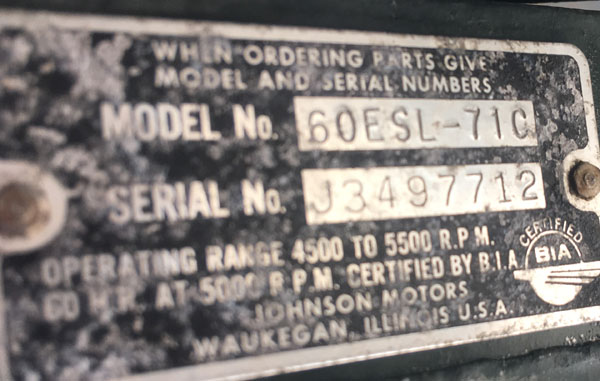 WHEN ORDERING PARTS GIVE
MODEL AND SERIAL NUMBERS
MODEL No. 60ESL-71C
SERIAL No. J3497712
OPERATING RANGE 4500 TO 5500 R.P.M.
60 H.P. AT 5000 R.P.M. CERTIFIED BY B.I.A.
JOHNSON MOTORS
WAUKEGAN, ILLINOIS U.S.A.
CERTIFIED
BIA